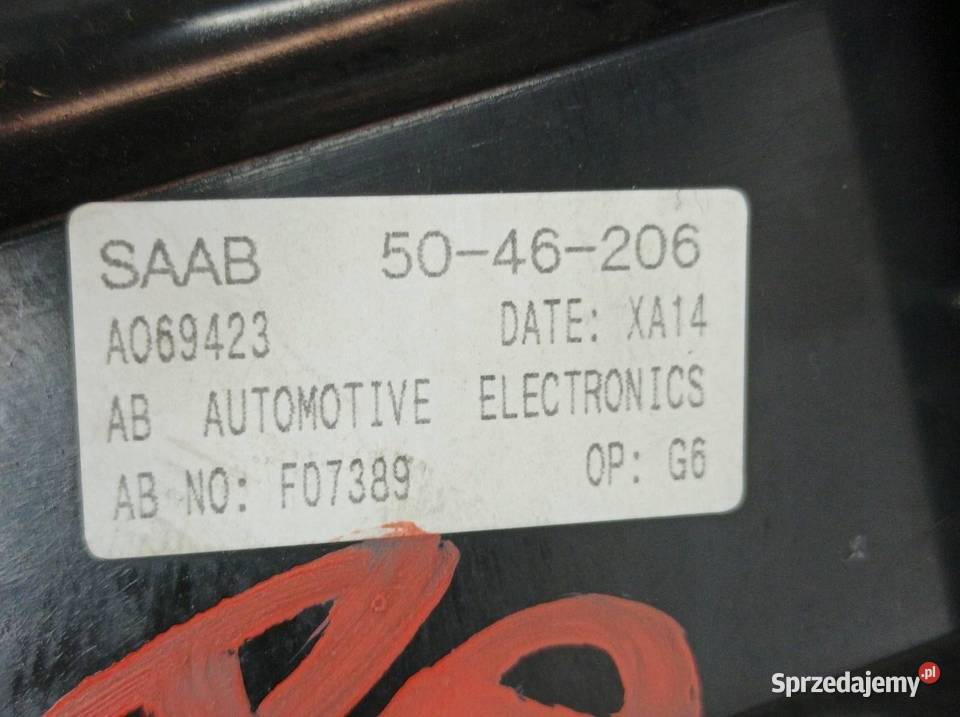 SAAB 50-46-206
A069423 DATE: XA14
AB AUTOMOTIVE ELECTRONICS
AB NO: F07389 OP: G6
Sprzedajemy.pl